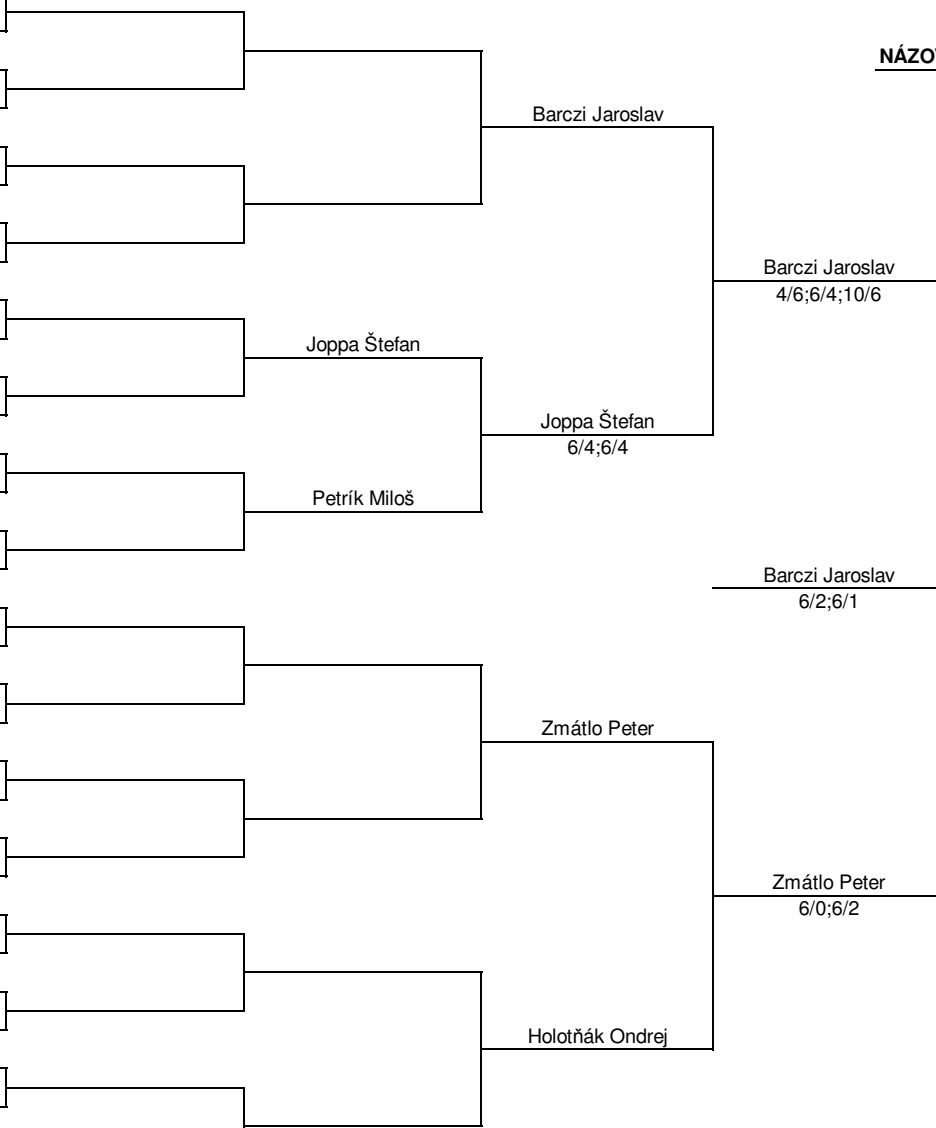 NÁZO
Barczi Jaroslav
Barczi Jaroslav
4/6;6/4;10/6
Joppa Štefan
Joppa Štefan
6/4;6/4
Petrík Miloš
Barczi Jaroslav
6/2;6/1
Zmátlo Peter
Zmátlo Peter
6/0;6/2
Holotňák Ondrej